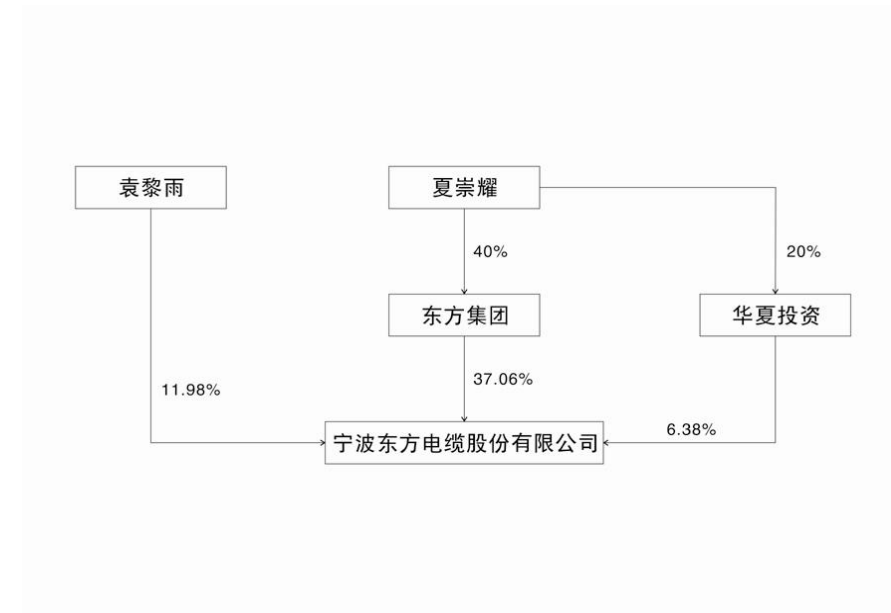 袁黎雨
夏崇耀
40%
20%
东方集团
华夏投资
11.98%
37.06%
6.38%
宁波东方电缆股份有限公司